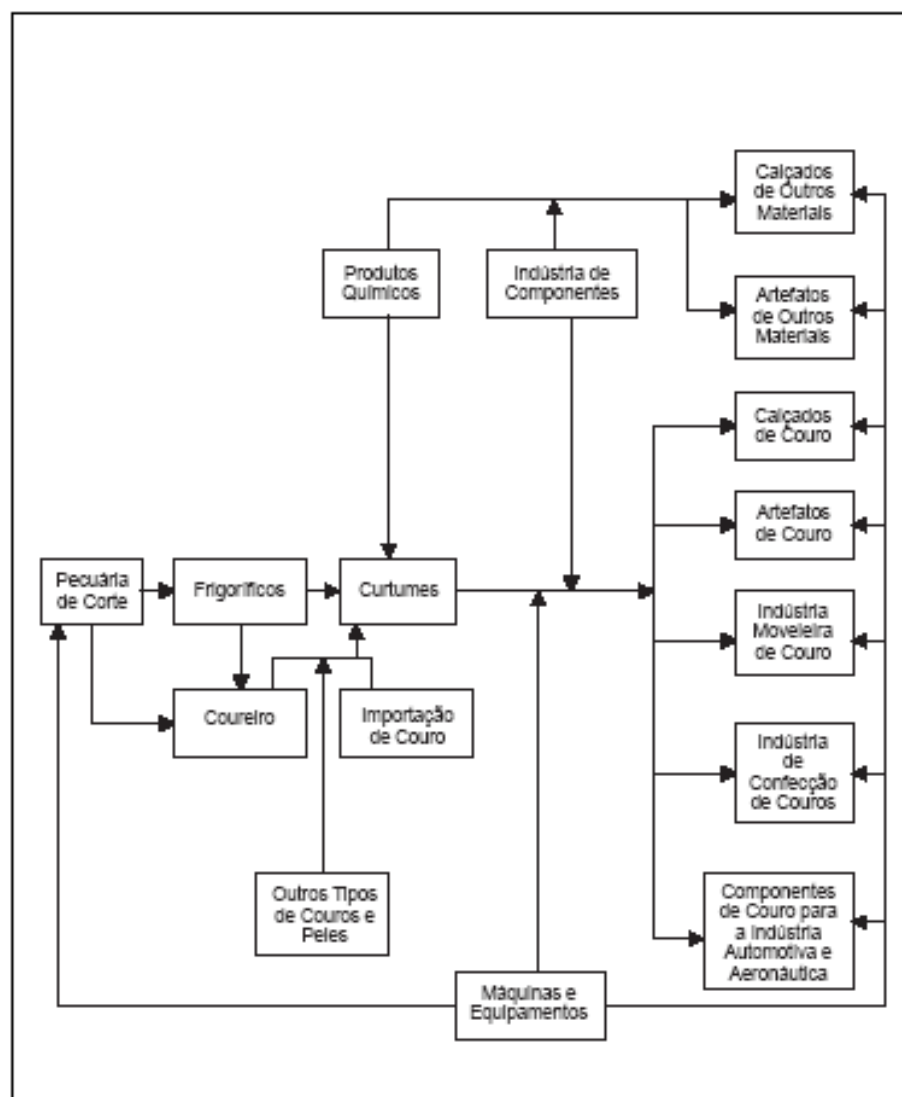 Calçados
de Outros
Materiais
Produtos
Químicos
Indústria de
Componentes
Artefatos
de Outros
Materiais
Calçados
de Couro
Artefatos
de Couro
Pecuária
de Corte
Frigoríficos
Curtumes
Indústria
Moveleira
de Couro
Coureiro
Importação
de Couro
Indústria
de
Confecção
de Couros
Outros Tipos
de Couros e
Peles
Componentes
de Couro para
a Indústria
Automotiva e
Aeronáutica
Máquinas e
Equipamentos